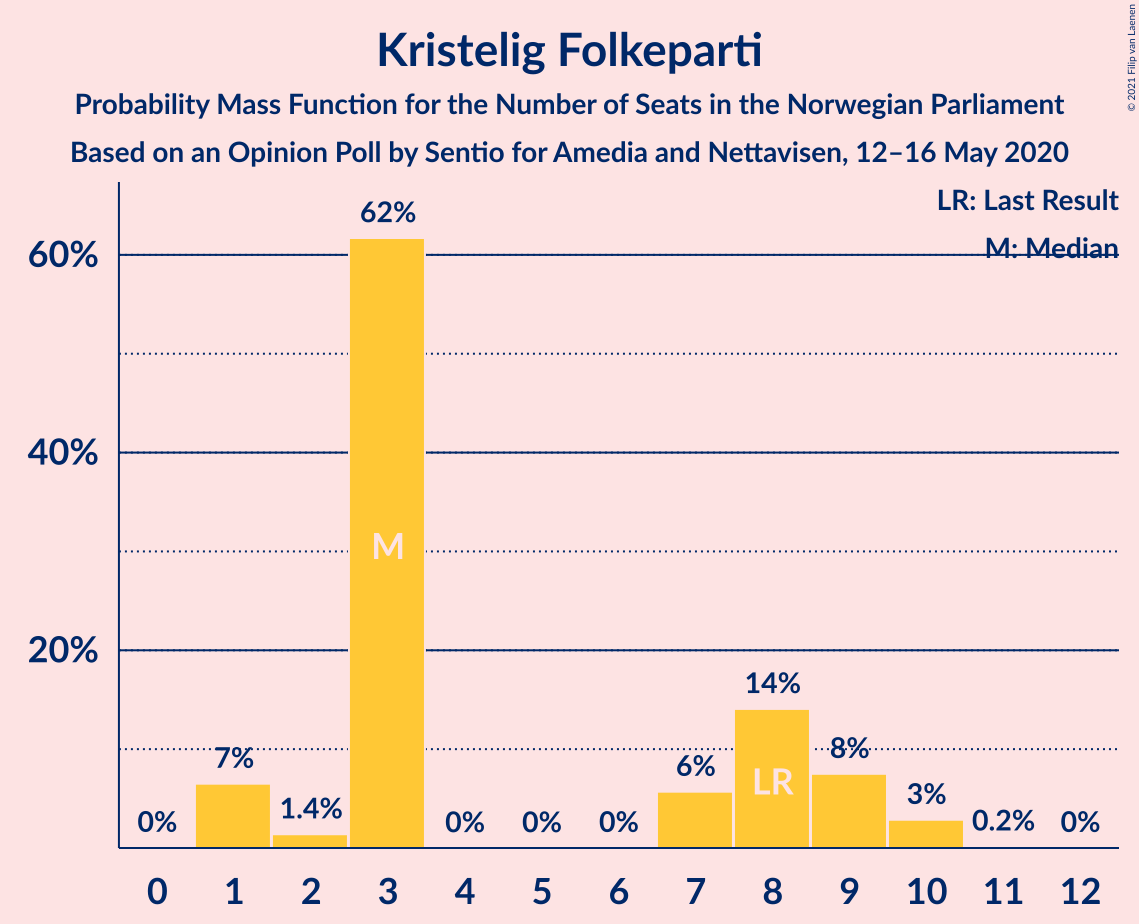 © 2021 Filip van Laenen
Kristelig Folkeparti
Probability Mass Function for the Number of Seats in the Norwegian Parliament
Based on an Opinion Poll by Sentio for Amedia and Nettavisen, 12–16 May 2020
LR: Last Result
M: Median
60%
40%
20%
0%
7%
1.4%
62%
M
0%
0%
0%
6%
14%
LR
8%
3%
0.2%
0%
0 1 2 3 4 5 6 7 8 9 10 11 12